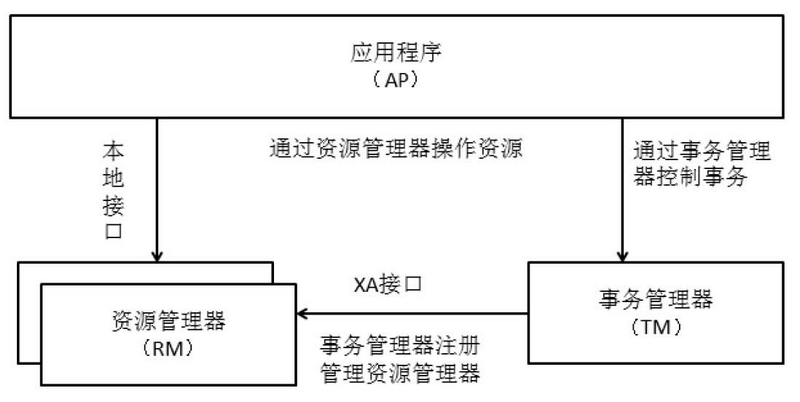 应用程序
（AP）
本地接口
通过资源管理器操作资源
通过事务管理
器控制事务
XA接口
资源管理器
（RM）
事务管理器
（TM）
事务管理器注册
管理资源管理器